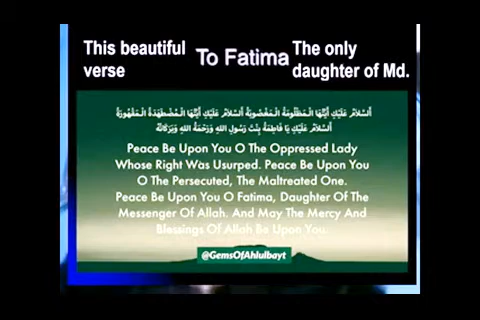 This beautiful verse
To Fatima
The only daughter of Md.
اَلسَّلَامُ عَلَيْكِ اَيَّتُهَا الْمَظْلُومَةُ الْمَغْصُوبَةُ اَلسَّلَامُ عَلَيْكِ اَيَّتُهَا الْمُضْطَهَدَةُ الْمَقْهُورَةُ
اَلسَّلَامُ عَلَيْكِ يَا فَاطِمَةُ بِنْتَ رَسُولِ اللهِ وَرَحْمَةُ اللهِ وَبَرَكَاتُهُ
Peace Be Upon You O The Oppressed Lady
Whose Right Was Usurped. Peace Be Upon You
O The Persecuted, The Maltreated One.
Peace Be Upon You O Fatima, Daughter Of The
Messenger Of Allah. And May The Mercy And
Blessings Of Allah Be Upon You.
@GemsOfAhlulbayt